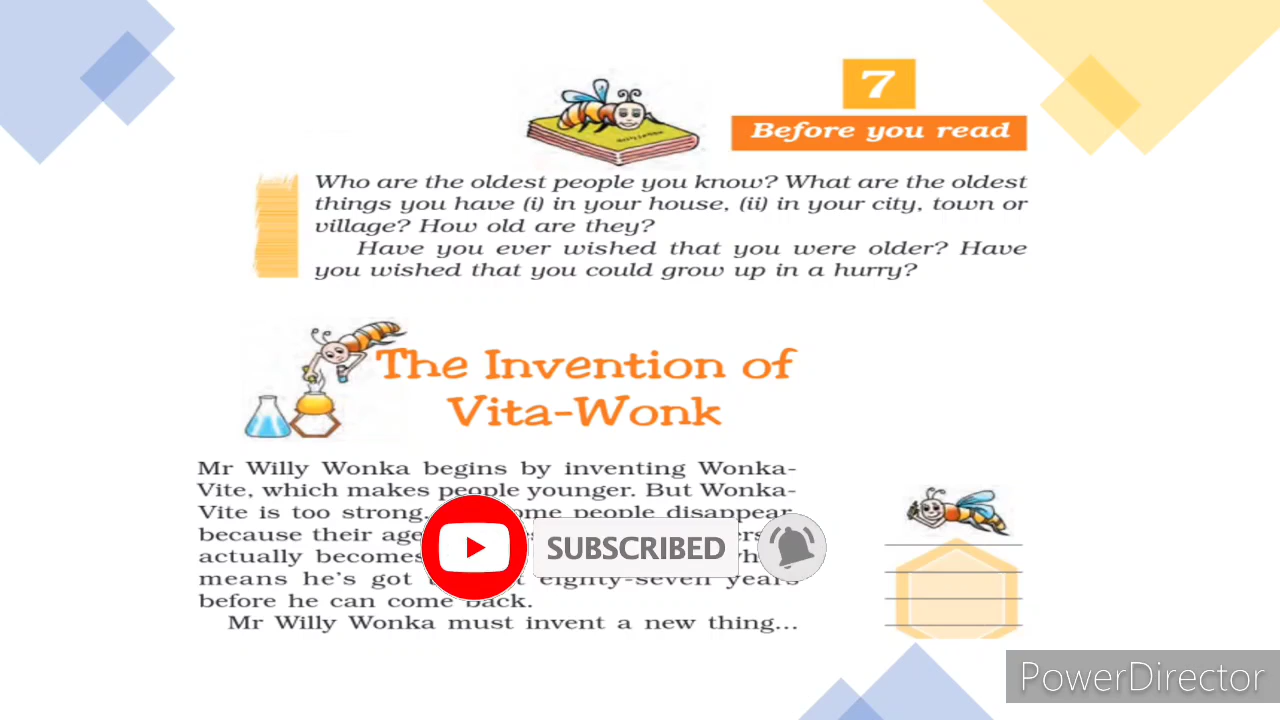 7
Before you read
Who are the oldest people you know? What are the oldest
things you have (i) in your house, (ii) in your city, town or
village? How old are they?
Have you ever wished that you were older? Have
you wished that you could grow up in a hurry?
The Invention of
Vita-Wonk
Mr Willy Wonka begins by inventing Wonka-
Vite, which makes people younger. But Wonka-
Vite is too strong. some people disappear
because their age
actually becomes
means he's got eighty-seven years
before he can come back.
Mr Willy Wonka must invent a new thing...
SUBSCRIBED
PowerDirector